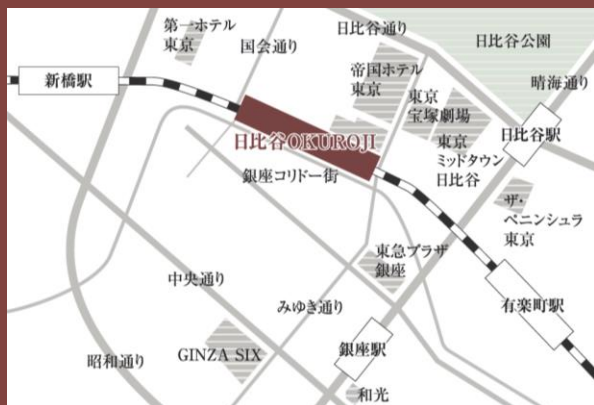 第一ホテル
東京
国会通り
日比谷通り
日比谷公園
新橋駅
帝国ホテル
東京
晴海通り
東京
宝塚劇場
日比谷駅
日比谷OKUROJI
東京
ミッドタウン
日比谷
銀座コリドー街
ザ・
ペニンシュラ
東京
東急プラザ
銀座
中央通り
みゆき通り
有楽町駅
昭和通り
GINZA SIX
銀座駅
和光